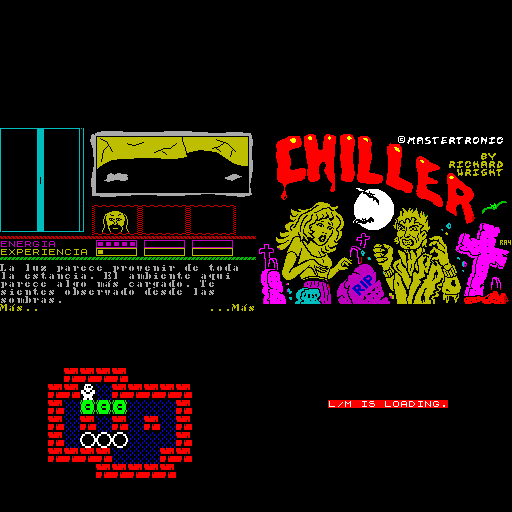 ENERGIA
EXPERIENCIA
La luz parece provenir de toda
la estancia. El ambiente aquí
parece algo más cargado. Te
sientes observado desde las
sombras.
Más.. ...Más
©MASTERTRONIC
CHILLER
BY
RICHARD
WRIGHT
RAY
RIP
L/M IS LOADING.